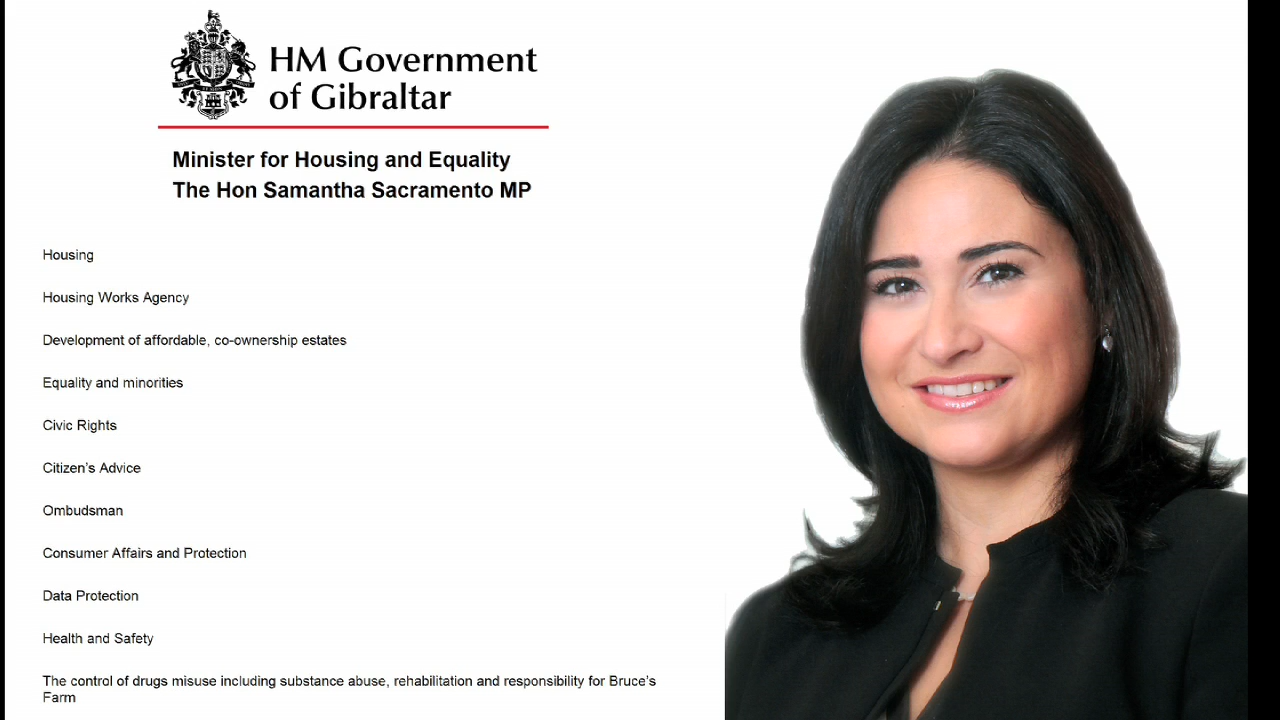 HM Government
of Gibraltar
Minister for Housing and Equality
The Hon Samantha Sacramento MP
Housing
Housing Works Agency
Development of affordable, co-ownership estates
Equality and minorities
Civic Rights
Citizen’s Advice
Ombudsman
Consumer Affairs and Protection
Data Protection
Health and Safety
The control of drugs misuse including substance abuse, rehabilitation and responsibility for Bruce’s
Farm